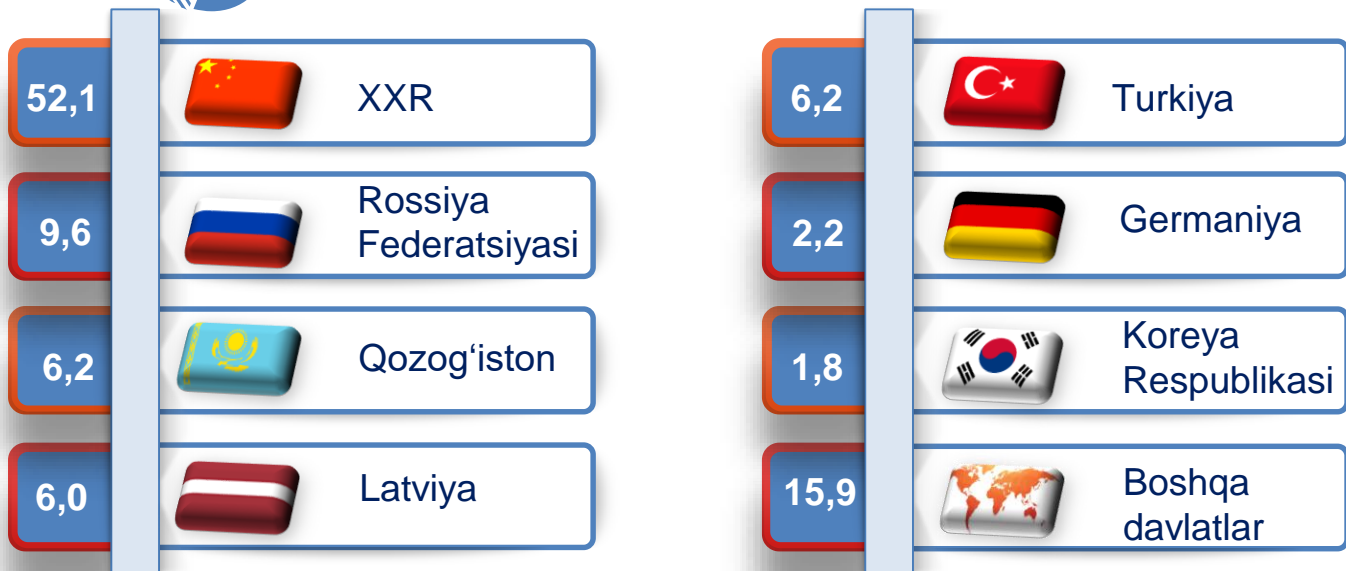 52,1
XXR
9,6
Rossiya
Federatsiyasi
6,2
Qozog‘iston
6,0
Latviya
6,2
Turkiya
2,2
Germaniya
1,8
Koreya
Respublikasi
15,9
Boshqa
davlatlar